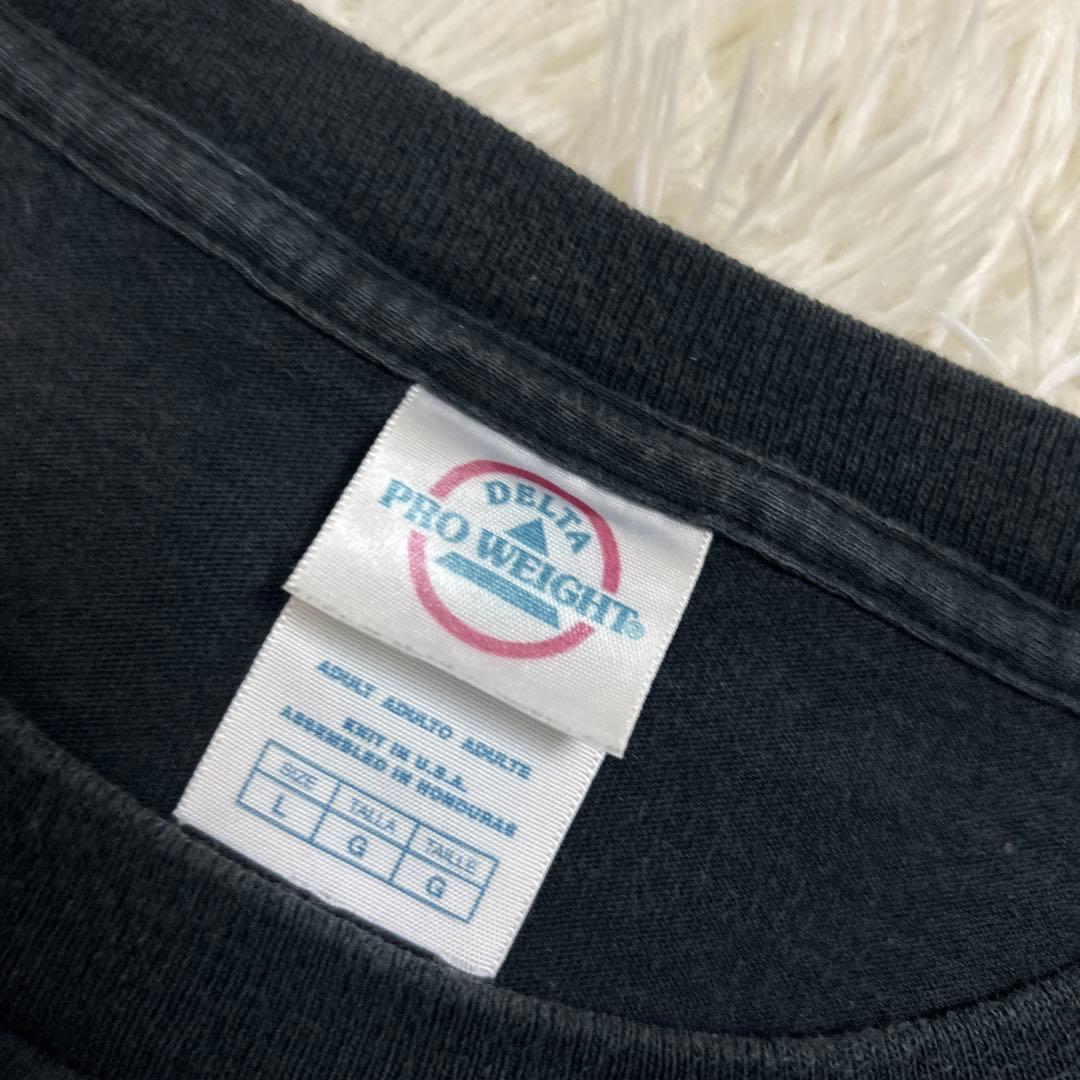 DELTA
PRO WEIGHT®
ADULT ADULTO ADULTE
KNIT IN U.S.A.
ASSEMBLED IN HONDURAS
SIZE TALLA TAILLE
L G G